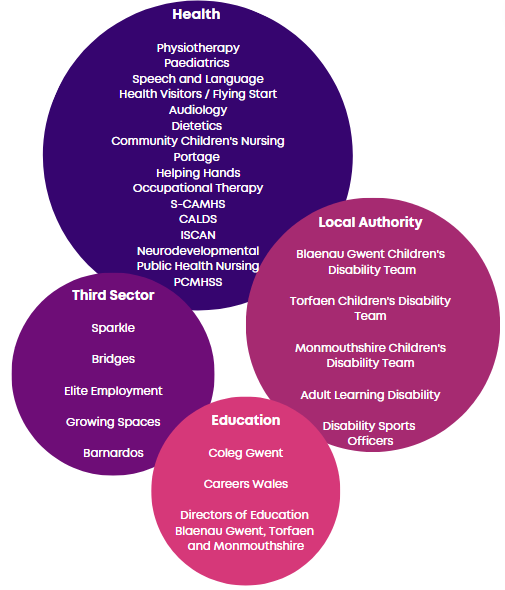 Health
Physiotherapy
Paediatrics
Speech and Language
Health Visitors / Flying Start
Audiology
Dietetics
Community Children's Nursing
Portage
Helping Hands
Occupational Therapy
S-CAMHS
CALDS
ISCAN
Neurodevelopmental
Public Health Nursing
PCMHSS
Local Authority
Blaenau Gwent Children's
Disability Team
Torfaen Children's Disability
Team
Monmouthshire Children's
Disability Team
Adult Learning Disability
Disability Sports
Officers
Third Sector
Sparkle
Bridges
Elite Employment
Growing Spaces
Barnardos
Education
Coleg Gwent
Careers Wales
Directors of Education
Blaenau Gwent, Torfaen
and Monmouthshire